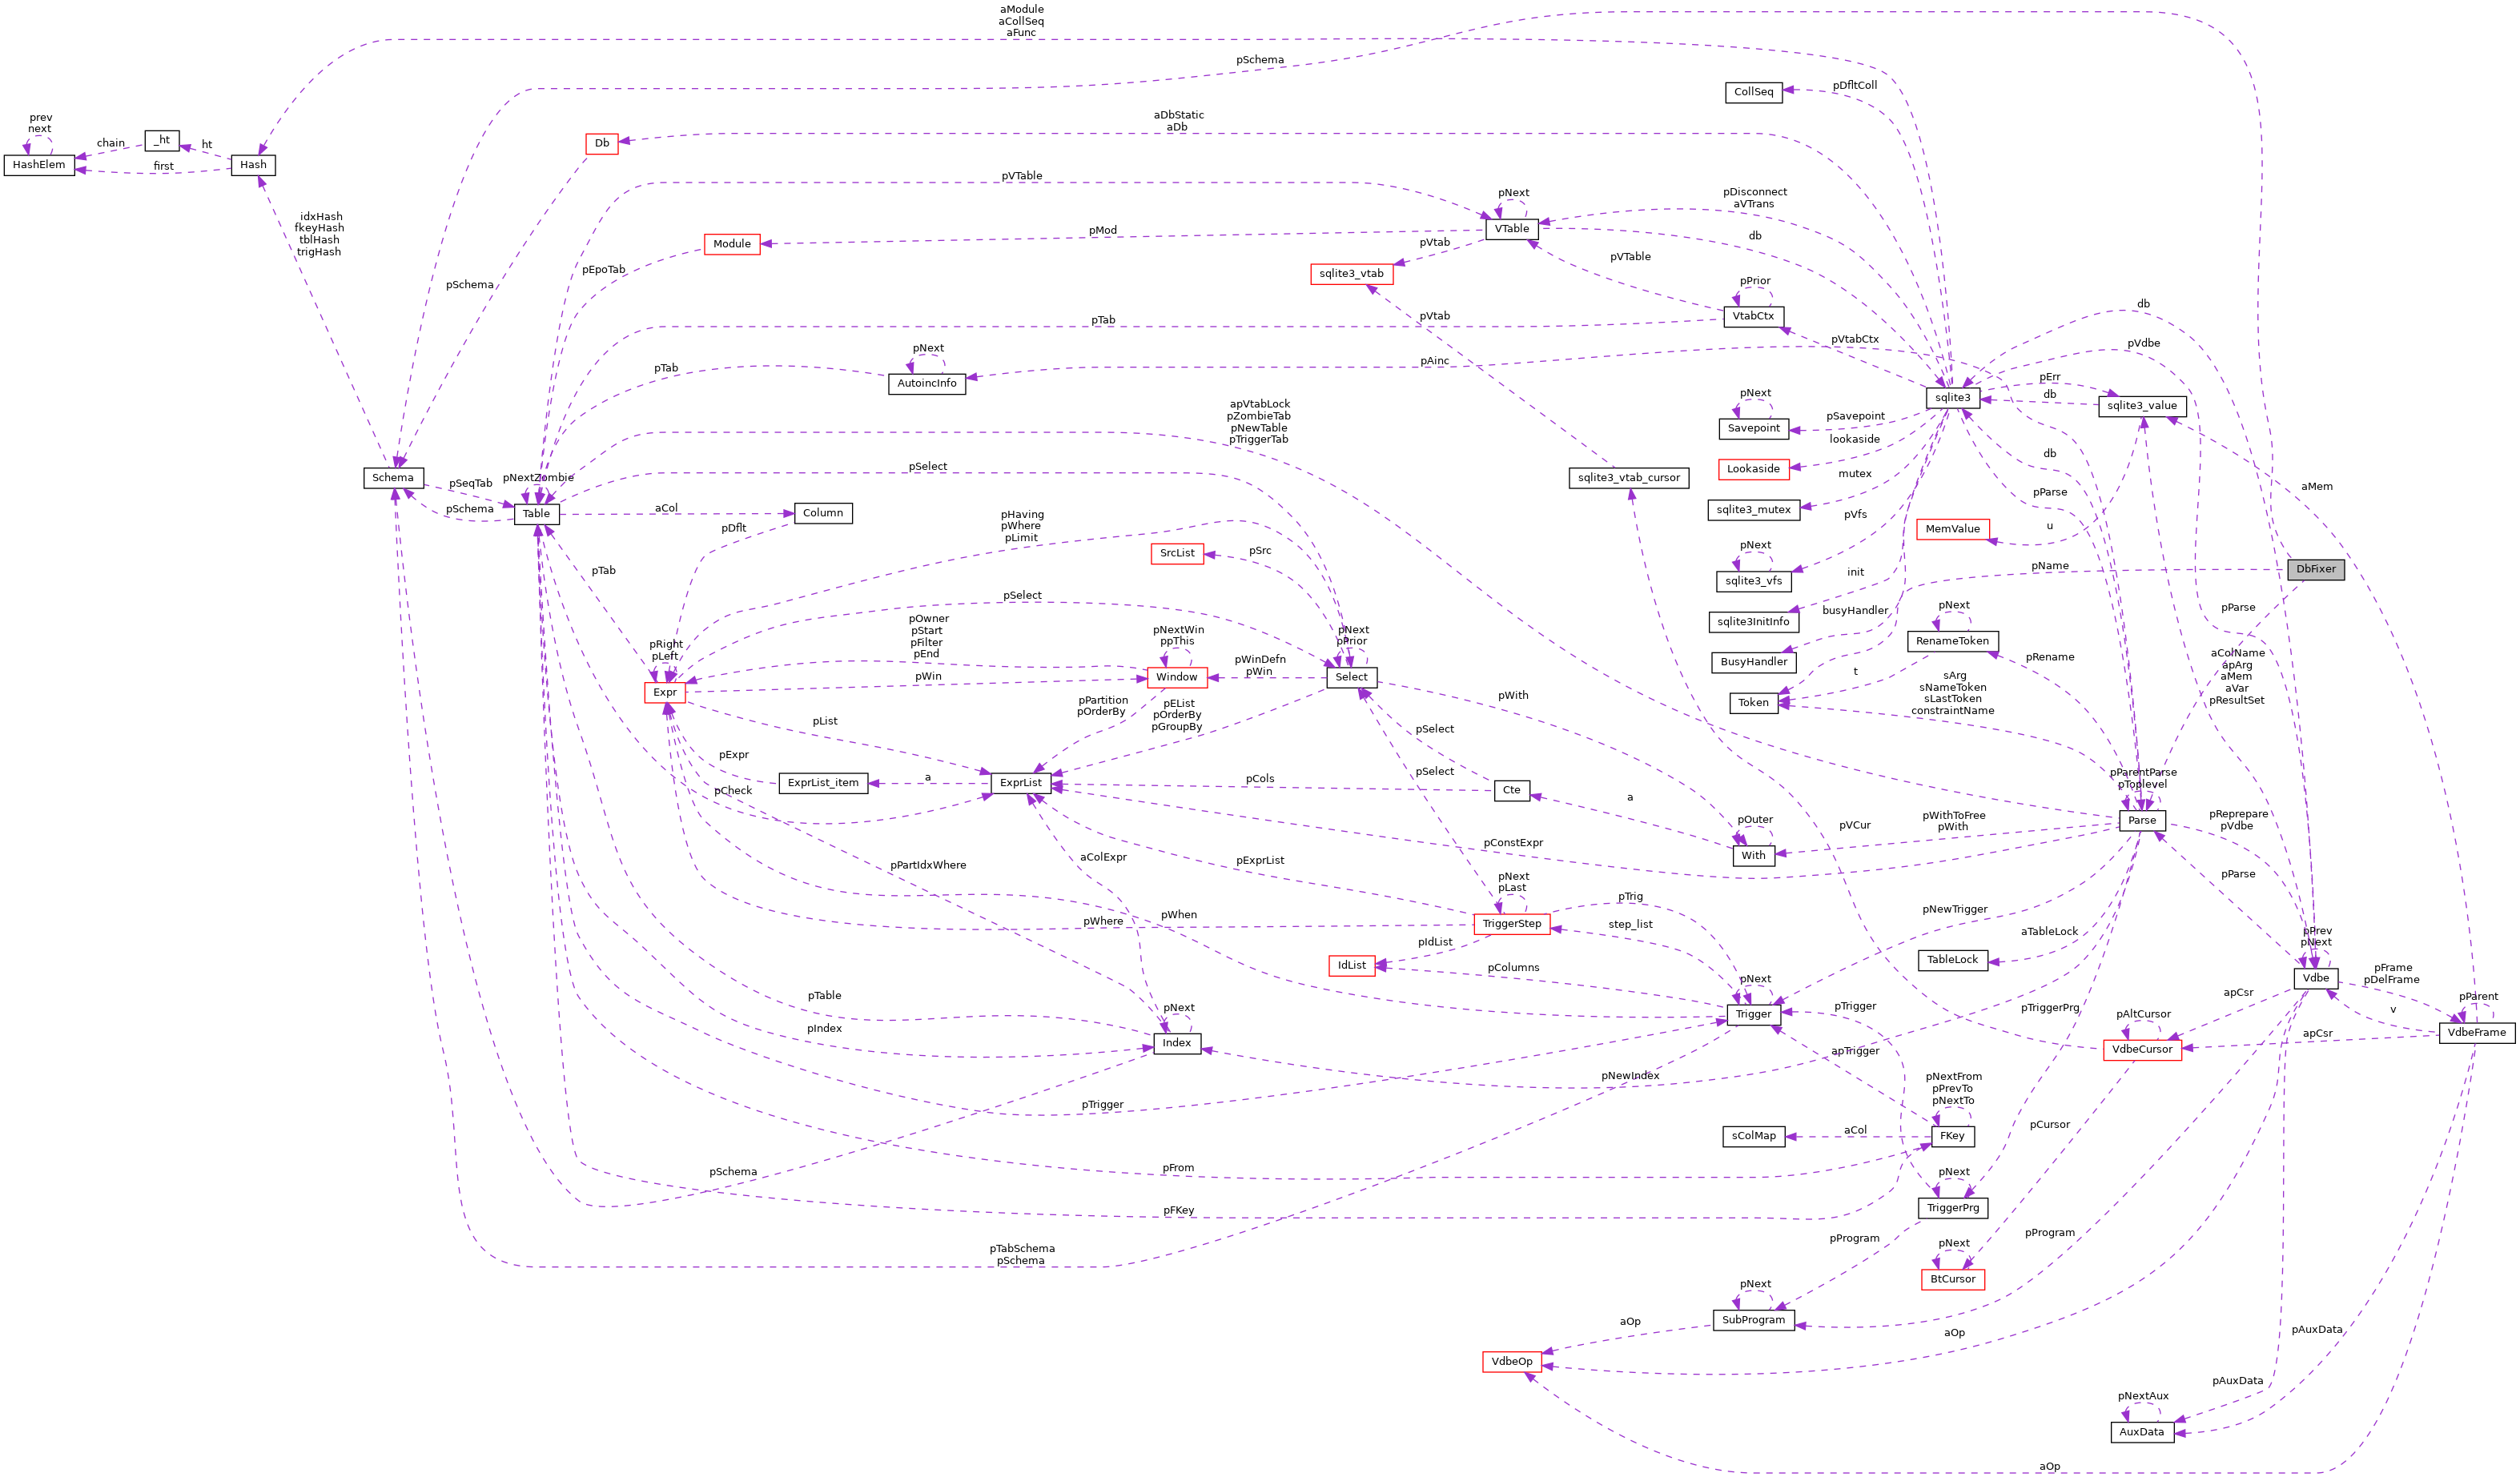 aModule
aCollSeq
aFunc
pSchema
CollSeq
pDfltColl
prev
next
aDbStatic
aDb
_ht
chain
ht
Db
HashElem
first
Hash
pVTable
pNext
pDisconnect
aVTrans
idxHash
fkeyHash
tblHash
trigHash
Module
pMod
VTable
pVtab
db
pEpoTab
sqlite3_vtab
pVTable
pPrior
pSchema
db
pTab
pVtab
VtabCtx
pVtabCtx
pVdbe
pNext
pAinc
pTab
AutoincInfo
pErr
db
pNext
sqlite3
sqlite3_value
apVtabLock
pZombieTab
pNewTable
pTriggerTab
pSavepoint
Savepoint
lookaside
db
pSelect
Lookaside
mutex
pNextZombie
Schema
pSeqTab
sqlite3_vtab_cursor
aMem
pParse
pSchema
Table
aCol
Column
sqlite3_mutex
pVfs
pHaving
pWhere
pLimit
pDflt
MemValue
u
pNext
SrcList
pSrc
pTab
sqlite3_vfs
init
pName
DbFixer
pSelect
busyHandler
pNext
pParse
sqlite3InitInfo
pOwner
pStart
pFilter
pEnd
pNextWin
ppThis
pNext
pPrior
RenameToken
pRight
pLeft
pWinDefn
pWin
BusyHandler
pRename
aColName
apArg
aMem
aVar
pResultSet
Expr
pWin
Window
Select
t
sArg
sNameToken
sLastToken
constraintName
pWith
Token
pPartition
pOrderBy
pEList
pOrderBy
pGroupBy
pList
pSelect
pExpr
pSelect
pParentParse
pToplevel
ExprList_item
a
ExprList
pCols
Cte
pCheck
a
pOuter
pVCur
pWithToFree
pWith
Parse
pReprepare
pVdbe
pConstExpr
With
aColExpr
pExprList
pPartIdxWhere
pNext
pLast
pParse
pTrig
pNewTrigger
pWhere
pWhen
TriggerStep
step_list
aTableLock
pPrev
pNext
pIdList
TableLock
IdList
pColumns
pNext
Vdbe
pFrame
pDelFrame
pTable
pNext
pTrigger
pTriggerPrg
apCsr
pParent
pIndex
Trigger
pAltCursor
v
Index
VdbeCursor
apCsr
VdbeFrame
apTrigger
pNewIndex
pNextFrom
pPrevTo
pNextTo
pTrigger
pCursor
sColMap
aCol
FKey
pSchema
pFrom
pNext
pFKey
TriggerPrg
pProgram
pProgram
pTabSchema
pSchema
pNext
BtCursor
pNext
SubProgram
aOp
aOp
pAuxData
VdbeOp
pAuxData
pNextAux
AuxData
aOp